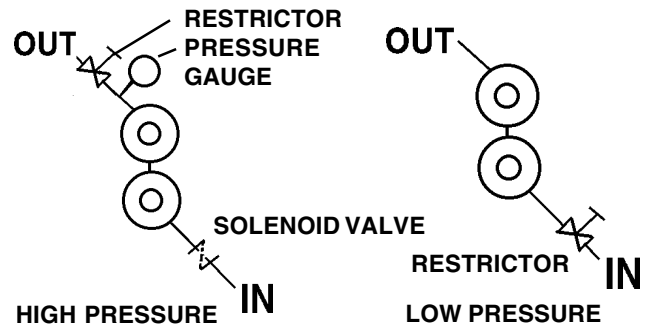 RESTRICTOR
OUT
PRESSURE
GAUGE
SOLENOID VALVE
IN
HIGH PRESSURE
OUT
RESTRICTOR
IN
LOW PRESSURE